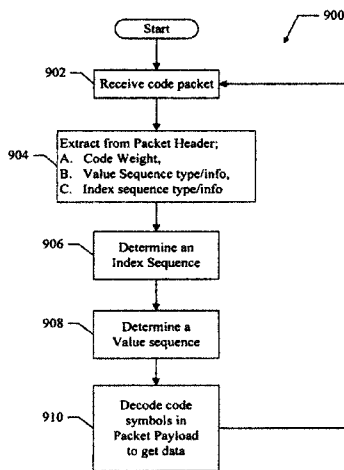 900
Start
902
Receive code packet
904
Extract from Packet Header;
A. Code Weight,
B. Value Sequence type/info,
C. Index sequence type/info
906
Determine an
Index Sequence
908
Determine a
Value sequence
910
Decode code
symbols in
Packet Payload
to get data